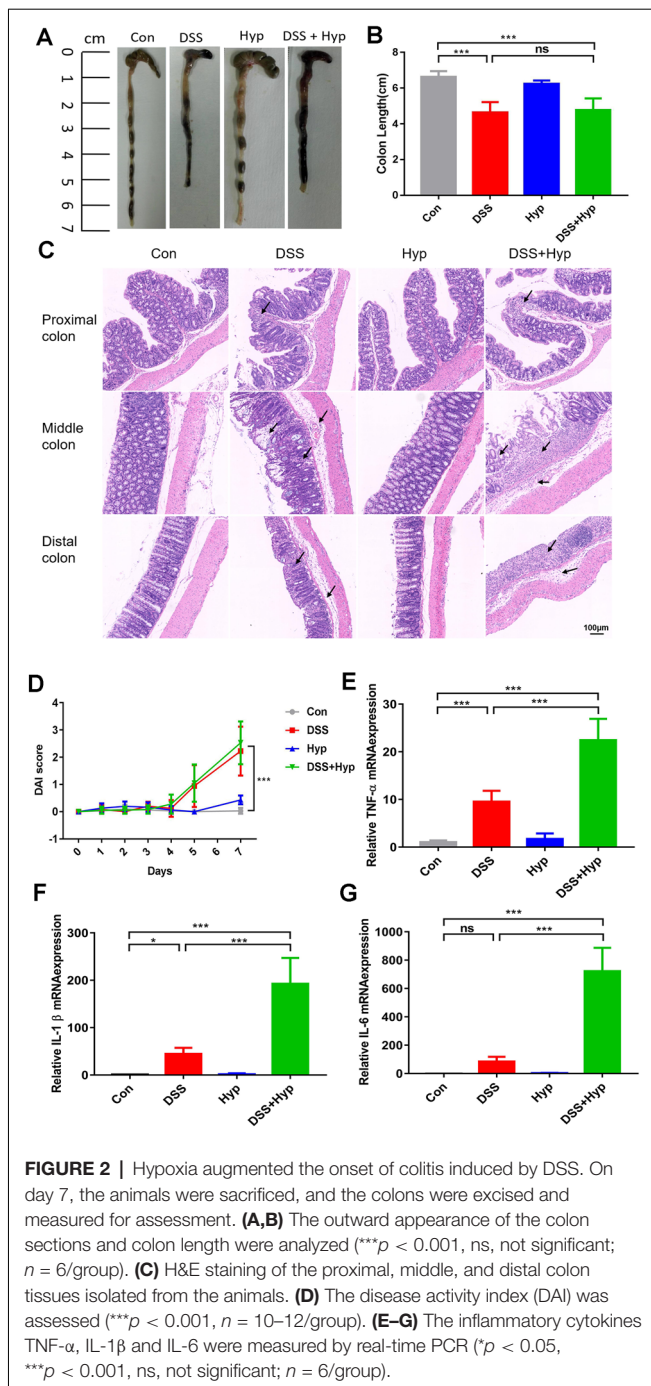 A
cm
Con
DSS
Hyp
DSS + Hyp
0
1
2
3
4
5
6
7
B
***
***
ns
Colon Length(cm)
8
6
4
2
0
Con
DSS
Hyp
DSS+Hyp
C
Con
DSS
Hyp
DSS+Hyp
Proximal
colon
Middle
colon
Distal
colon
100μm
D
DAI score
4
3
2
1
0
-1
0
1
2
3
4
5
7
Days
Con
DSS
Hyp
DSS+Hyp
***
E
Relative TNF-α mRNAexpression
30
20
10
0
***
***
***
Con
DSS
Hyp
DSS+Hyp
F
Relative IL-1 β mRNAexpression
300
200
100
0
***
*
***
Con
DSS
Hyp
DSS+Hyp
G
Relative IL-6 mRNAexpression
1000
800
600
400
200
0
***
ns
***
Con
DSS
Hyp
DSS+Hyp
FIGURE 2 | Hypoxia augmented the onset of colitis induced by DSS. On
day 7, the animals were sacrificed, and the colons were excised and
measured for assessment. (A,B) The outward appearance of the colon
sections and colon length were analyzed (***p < 0.001, ns, not significant;
n = 6/group). (C) H&E staining of the proximal, middle, and distal colon
tissues isolated from the animals. (D) The disease activity index (DAI) was
assessed (***p < 0.001, n = 10–12/group). (E–G) The inflammatory cytokines
TNF-α, IL-1β and IL-6 were measured by real-time PCR (*p < 0.05,
***p < 0.001, ns, not significant; n = 6/group).